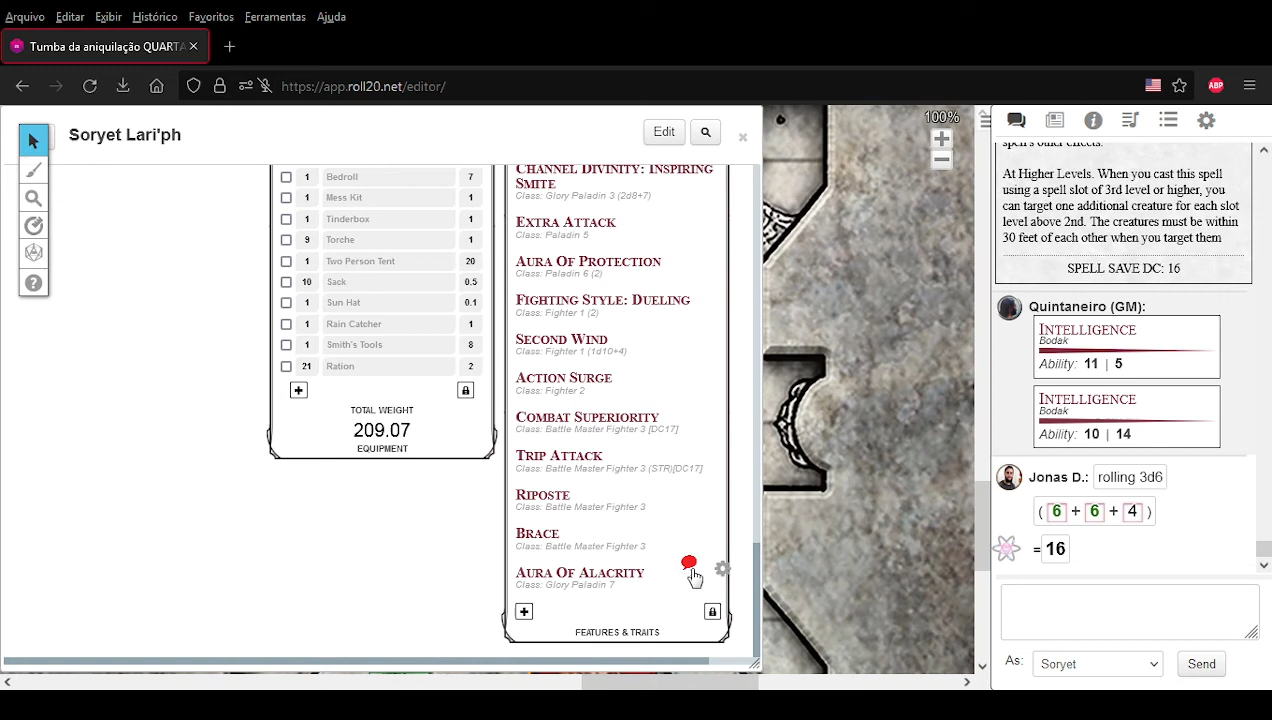 Arquivo Editar Exibir Histórico Favoritos Ferramentas Ajuda
Tumba da aniquilação QUARTA
https://app.roll20.net/editor/
ABP
Soryet Lari'ph
Edit
1 Bedroll 7
1 Mess Kit 1
1 Tinderbox 1
9 Torche 1
1 Two Person Tent 20
10 Sack 0.5
1 Sun Hat 0.1
1 Rain Catcher 1
1 Smith's Tools 8
21 Ration 2
TOTAL WEIGHT
209.07
EQUIPMENT
CHANNEL DIVINITY: INSPIRING
SMITE
Class: Glory Paladin 3 (2d8+7)
EXTRA ATTACK
Class: Paladin 5
AURA OF PROTECTION
Class: Paladin 6 (2)
FIGHTING STYLE: DUELING
Class: Fighter 1 (2)
SECOND WIND
Class: Fighter 1 (1d10+4)
ACTION SURGE
Class: Fighter 2
COMBAT SUPERIORITY
Class: Battle Master Fighter 3 [DC17]
TRIP ATTACK
Class: Battle Master Fighter 3 (STR)[DC17]
RIPOSTE
Class: Battle Master Fighter 3
BRACE
Class: Battle Master Fighter 3
AURA OF ALACRITY
Class: Glory Paladin 7
FEATURES & TRAITS
100%
spell's other effects.
At Higher Levels. When you cast this spell
using a spell slot of 3rd level or higher, you
can target one additional creature for each slot
level above 2nd. The creatures must be within
30 feet of each other when you target them
SPELL SAVE DC: 16
Quintaneiro (GM):
INTELLIGENCE
Bodak
Ability: 11 | 5
INTELLIGENCE
Bodak
Ability: 10 | 14
Jonas D.: rolling 3d6
( 6 + 6 + 4 )
= 16
As: Soryet Send